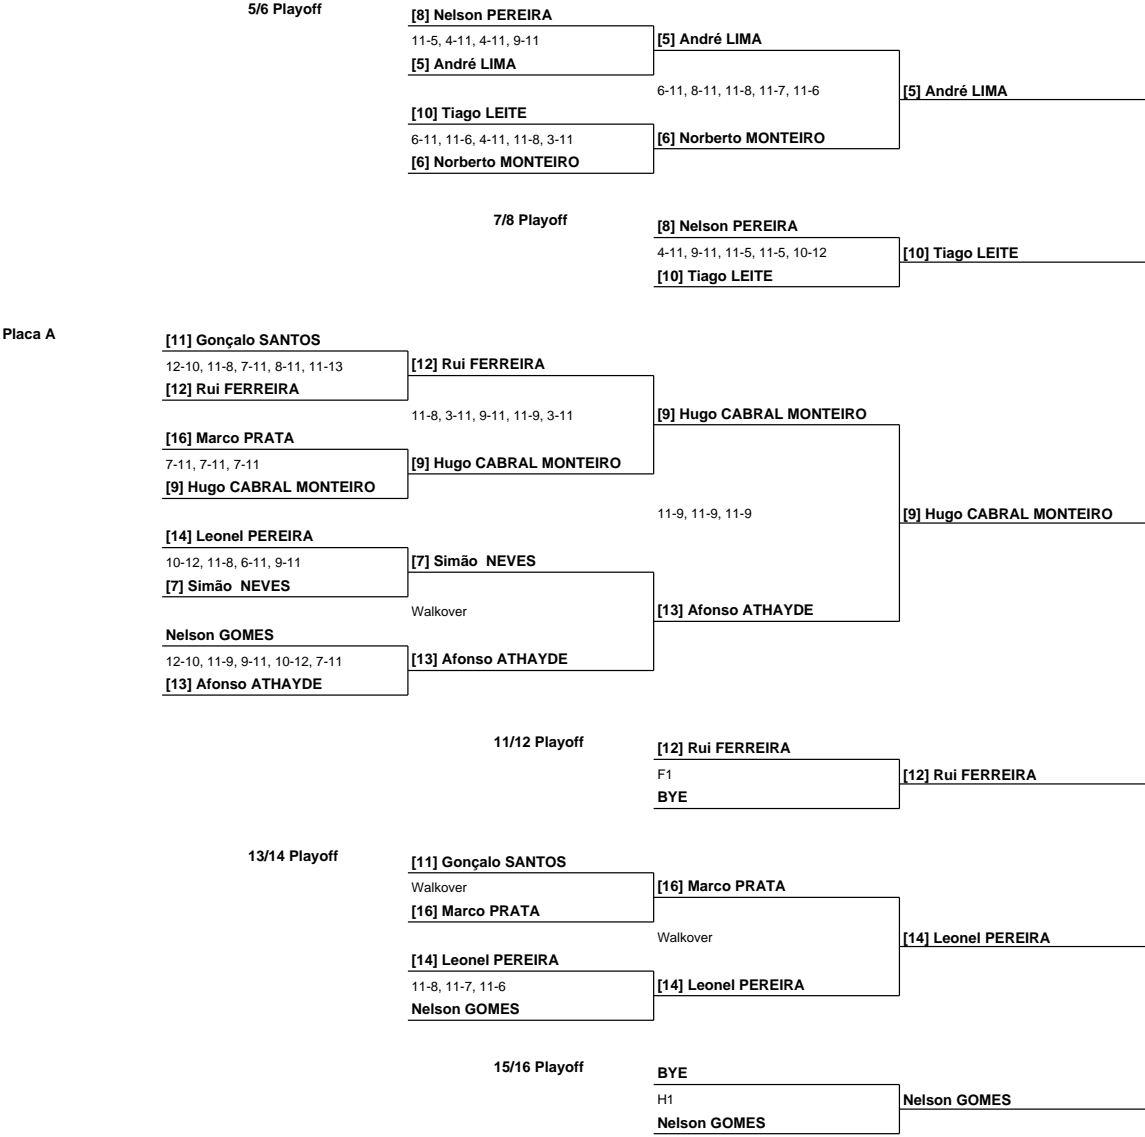 5/6 Playoff
[8] Nelson PEREIRA
11-5, 4-11, 4-11, 9-11
[5] André LIMA
[5] André LIMA
6-11, 8-11, 11-8, 11-7, 11-6
[5] André LIMA
[10] Tiago LEITE
6-11, 11-6, 4-11, 11-8, 3-11
[6] Norberto MONTEIRO
[6] Norberto MONTEIRO
7/8 Playoff
[8] Nelson PEREIRA
4-11, 9-11, 11-5, 11-5, 10-12
[10] Tiago LEITE
[10] Tiago LEITE
Placa A
[11] Gonçalo SANTOS
12-10, 11-8, 7-11, 8-11, 11-13
[12] Rui FERREIRA
[12] Rui FERREIRA
11-8, 3-11, 9-11, 11-9, 3-11
[9] Hugo CABRAL MONTEIRO
[16] Marco PRATA
7-11, 7-11, 7-11
[9] Hugo CABRAL MONTEIRO
[9] Hugo CABRAL MONTEIRO
11-9, 11-9, 11-9
[9] Hugo CABRAL MONTEIRO
[14] Leonel PEREIRA
10-12, 11-8, 6-11, 9-11
[7] Simão  NEVES
[7] Simão  NEVES
Walkover
[13] Afonso ATHAYDE
Nelson GOMES
12-10, 11-9, 9-11, 10-12, 7-11
[13] Afonso ATHAYDE
[13] Afonso ATHAYDE
11/12 Playoff
[12] Rui FERREIRA
F1
BYE
[12] Rui FERREIRA
13/14 Playoff
[11] Gonçalo SANTOS
Walkover
[16] Marco PRATA
[16] Marco PRATA
Walkover
[14] Leonel PEREIRA
[14] Leonel PEREIRA
11-8, 11-7, 11-6
Nelson GOMES
[14] Leonel PEREIRA
15/16 Playoff
BYE
H1
Nelson GOMES
Nelson GOMES